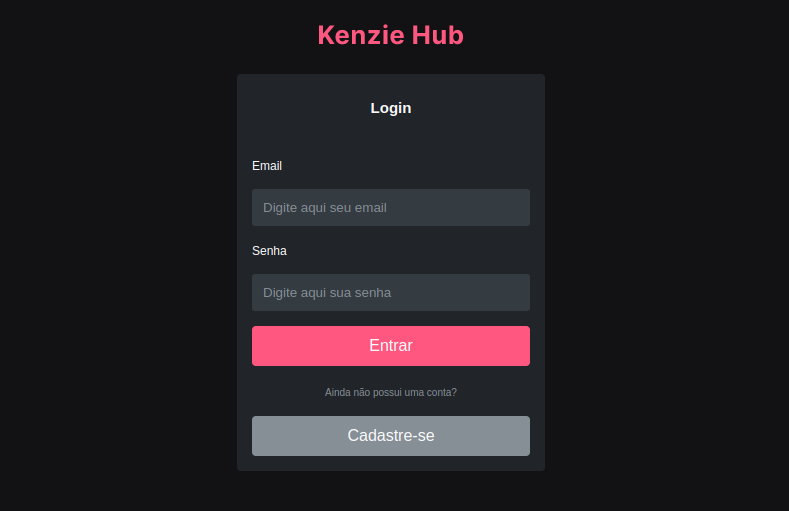 Kenzie Hub
Login
Email
Digite aqui seu email
Senha
Digite aqui sua senha
Entrar
Ainda não possui uma conta?
Cadastre-se